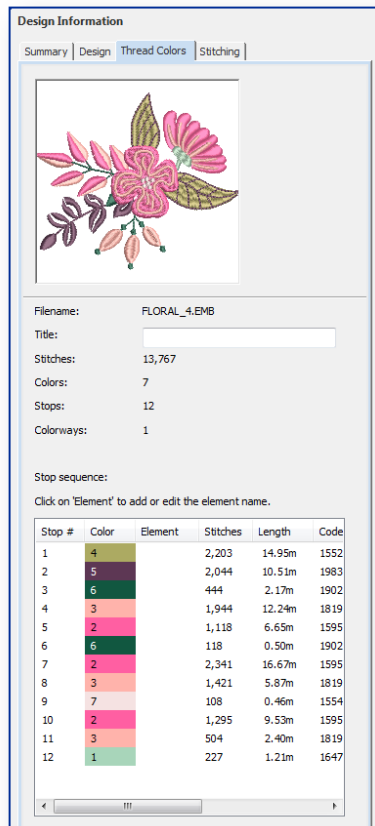 Design Information
Summary Design Thread Colors Stitching
Filename: FLORAL_4.EMB
Title:
Stitches: 13,767
Colors: 7
Stops: 12
Colorways: 1
Stop sequence:
Click on 'Element' to add or edit the element name.
Stop # Color Element Stitches Length Code
1 4 2,203 14.95m 1552
2 5 2,044 10.51m 1983
3 6 444 2.17m 1902
4 3 1,944 12.24m 1819
5 2 1,118 6.65m 1595
6 6 118 0.50m 1902
7 2 2,341 16.67m 1595
8 3 1,421 5.87m 1819
9 7 108 0.46m 1554
10 2 1,295 9.53m 1595
11 3 504 2.40m 1819
12 1 227 1.21m 1647